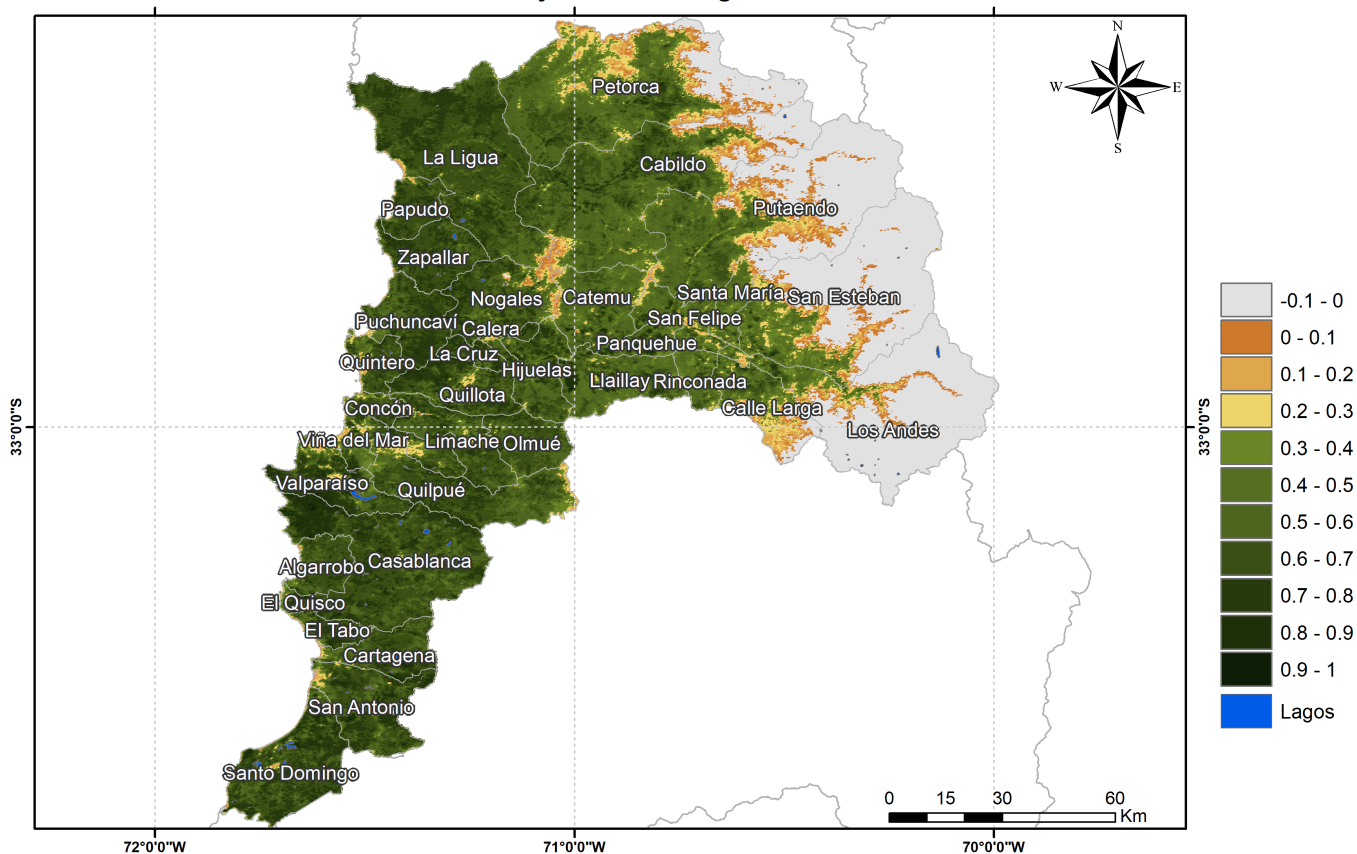 N
W E
S
Petorca
La Ligua
Cabildo
Papudo
Putaendo
Zapallar
Nogales
Catemu
Santa María
San Esteban
Puchuncaví
Calera
San Felipe
Quintero
La Cruz
Panquehue
Hijuelas
Llaillay
Rinconada
Quillota
Concón
Calle Larga
Viña del Mar
Limache
Olmué
Los Andes
Valparaíso
Quilpué
Algarrobo
Casablanca
El Quisco
El Tabo
Cartagena
San Antonio
Santo Domingo
33°0'0"S
33°0'0"S
72°0'0"W
71°0'0"W
70°0'0"W
0 15 30 60
Km
-0.1 - 0
0 - 0.1
0.1 - 0.2
0.2 - 0.3
0.3 - 0.4
0.4 - 0.5
0.5 - 0.6
0.6 - 0.7
0.7 - 0.8
0.8 - 0.9
0.9 - 1
Lagos